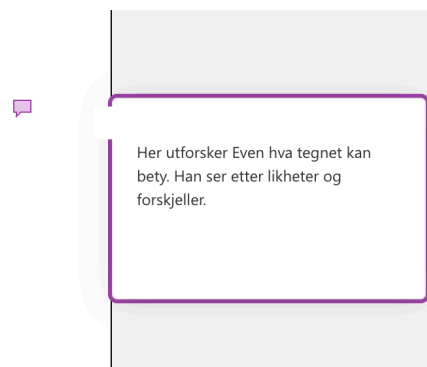 Her utforsker Even hva tegnet kan
bety. Han ser etter likheter og
forskjeller.